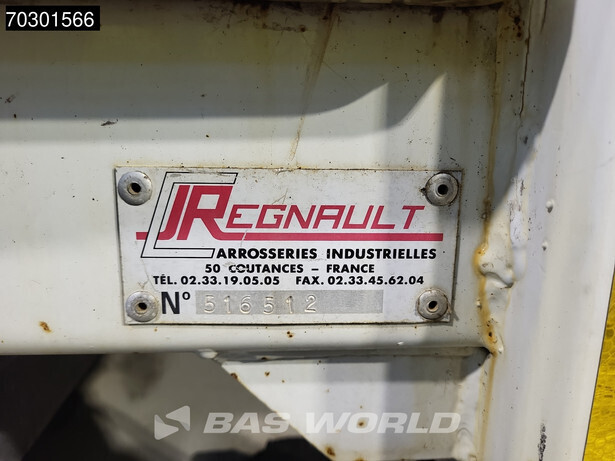 70301566
JREGNAULT
CARROSSERIES INDUSTRIELLES
50 COUTANCES – FRANCE
TÉL. 02.33.19.05.05 FAX. 02.33.45.62.04
N° 516512
BAS WORLD